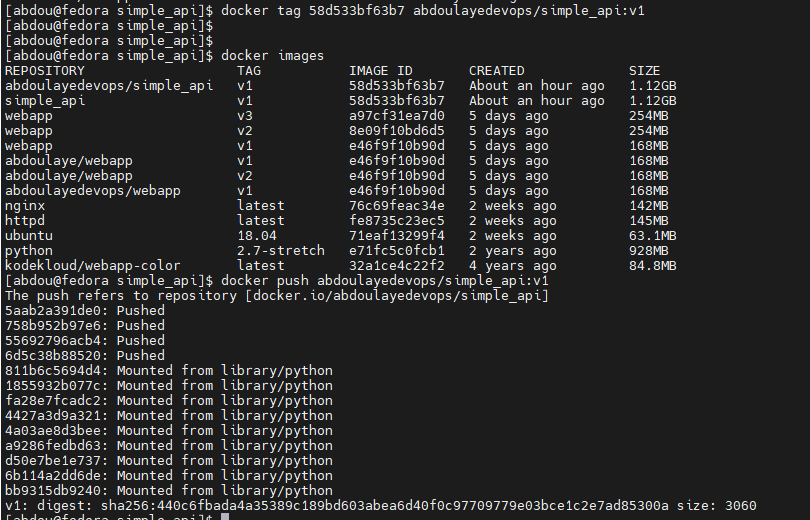 [abdou@fedora simple_api]$ docker tag 58d533bf63b7 abdoulayedevops/simple_api:v1
[abdou@fedora simple_api]$
[abdou@fedora simple_api]$
[abdou@fedora simple_api]$ docker images
REPOSITORY TAG IMAGE ID CREATED SIZE
abdoulayedevops/simple_api v1 58d533bf63b7 About an hour ago 1.12GB
simple_api v1 58d533bf63b7 About an hour ago 1.12GB
webapp v3 a97cf31ea7d0 5 days ago 254MB
webapp v2 8e09f10bd6d5 5 days ago 254MB
webapp v1 e46f9f10b90d 5 days ago 168MB
abdoulaye/webapp v1 e46f9f10b90d 5 days ago 168MB
abdoulaye/webapp v2 e46f9f10b90d 5 days ago 168MB
abdoulayedevops/webapp v1 e46f9f10b90d 5 days ago 168MB
nginx latest 76c69feac34e 2 weeks ago 142MB
httpd latest fe8735c23ec5 2 weeks ago 145MB
ubuntu 18.04 71eaf13299f4 2 weeks ago 63.1MB
python 2.7-stretch e71fc5c0fcb1 2 years ago 928MB
kodekloud/webapp-color latest 32a1ce4c22f2 4 years ago 84.8MB
[abdou@fedora simple_api]$ docker push abdoulayedevops/simple_api:v1
The push refers to repository [docker.io/abdoulayedevops/simple_api]
5aab2a391de0: Pushed
758b952b97e6: Pushed
55692796acb4: Pushed
6d5c38b88520: Pushed
811b6c5694d4: Mounted from library/python
1855932b077c: Mounted from library/python
fa28e7fcadc2: Mounted from library/python
4427a3d9a321: Mounted from library/python
4a03ae8d3bee: Mounted from library/python
a9286fedbd63: Mounted from library/python
d50e7be1e737: Mounted from library/python
6b114a2dd6de: Mounted from library/python
bb9315db9240: Mounted from library/python
v1: digest: sha256:440c6fbada4a35389c189bd603abea6d40f0c97709779e03bce1c2e7ad85300a size: 3060
[abdou@fedora simple_api]$